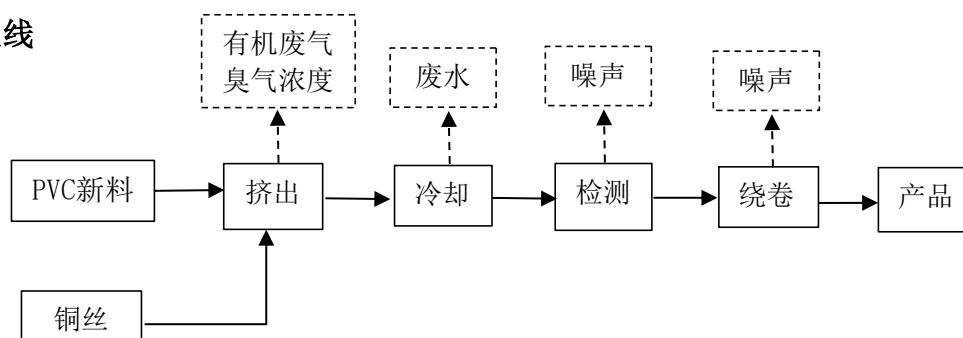 线
有机废气
臭气浓度
废水
噪声
噪声
PVC新料
挤出
冷却
检测
绕卷
产品
铜丝